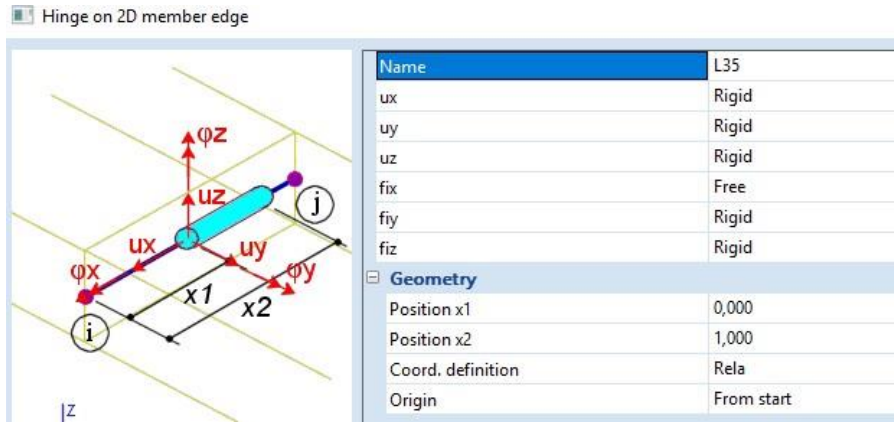 Hinge on 2D member edge
φz
uz
j
ux
uy
φx
φy
x1
x2
i
z
Name L35
ux Rigid
uy Rigid
uz Rigid
fix Free
fiy Rigid
fiz Rigid
Geometry
Position x1 0,000
Position x2 1,000
Coord. definition Rela
Origin From start